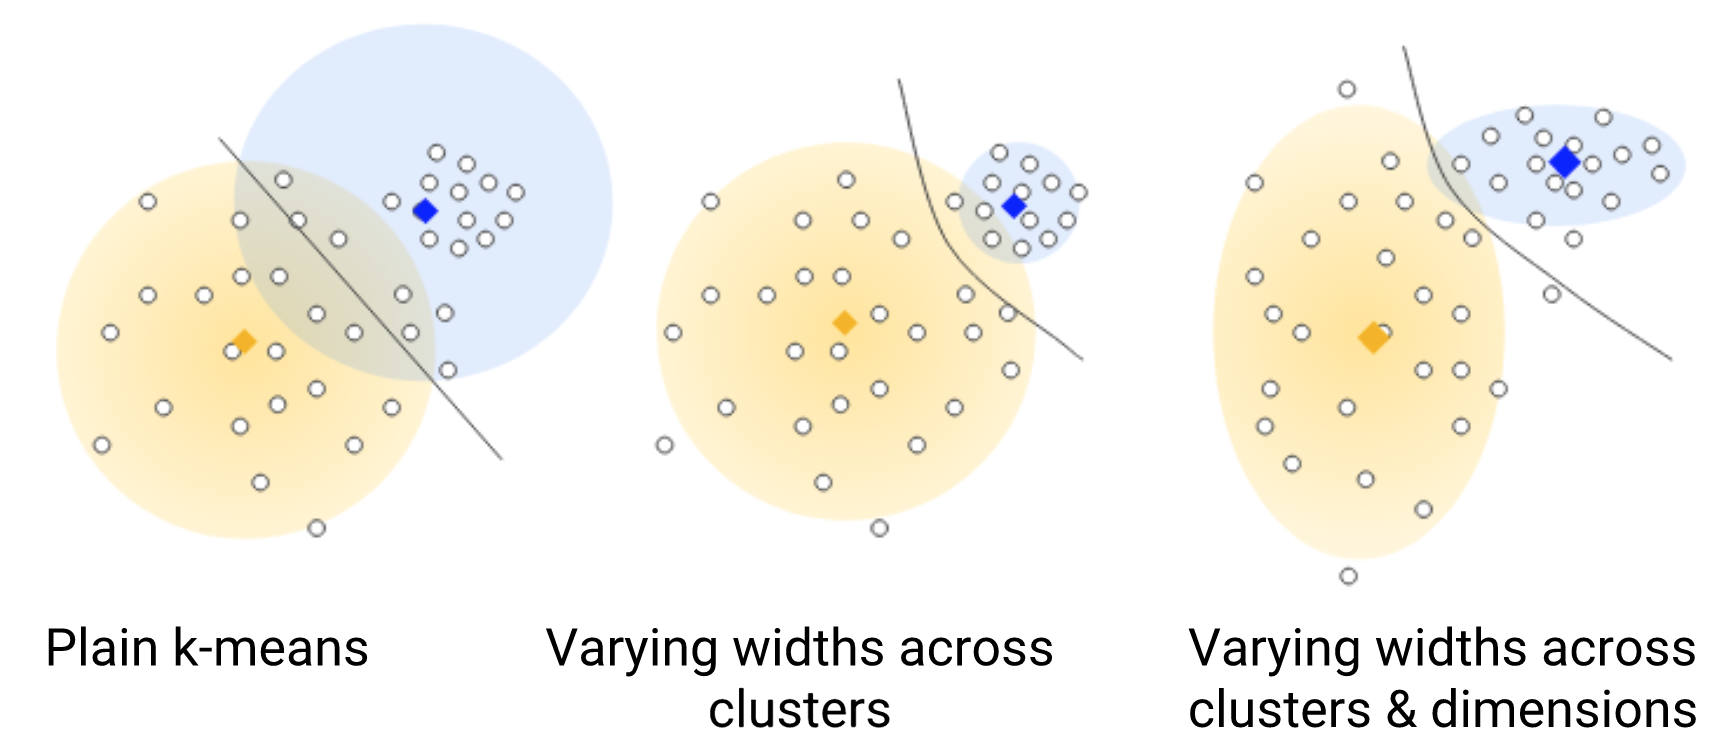 Plain k-means
Varying widths across
clusters
Varying widths across
clusters & dimensions